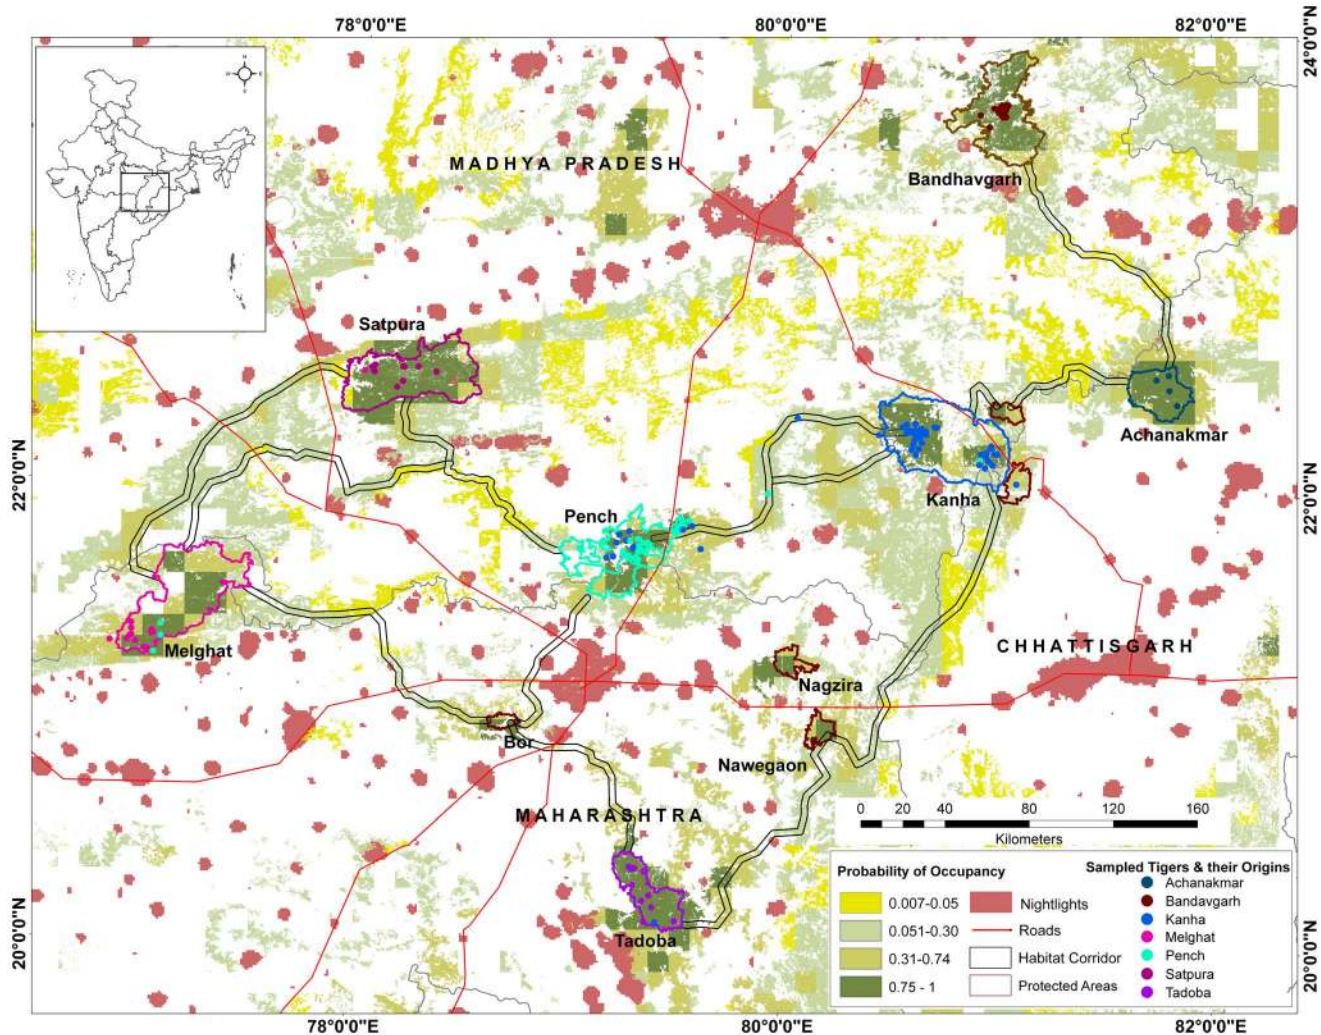 78°0'0"E 80°0'0"E 82°0'0"E
24°0'0"N
N
W E
S
MADHYA PRADESH
Bandhavgarh
Satpura
Achanakmar
22°0'0"N
22°0'0"N
Kanha
Pench
Melghat
CHHATTISGARH
Nagzira
Bor
Nawegaon
MAHARASHTRA
0 20 40 80 120 160
Kilometers
Tadoba
20°0'0"N
20°0'0"N
Probability of Occupancy
0.007-0.05
0.051-0.30
0.31-0.74
0.75 - 1
Nightlights
Roads
Habitat Corridor
Protected Areas
Sampled Tigers & their Origins
Achanakmar
Bandavgarh
Kanha
Melghat
Pench
Satpura
Tadoba
78°0'0"E 80°0'0"E 82°0'0"E